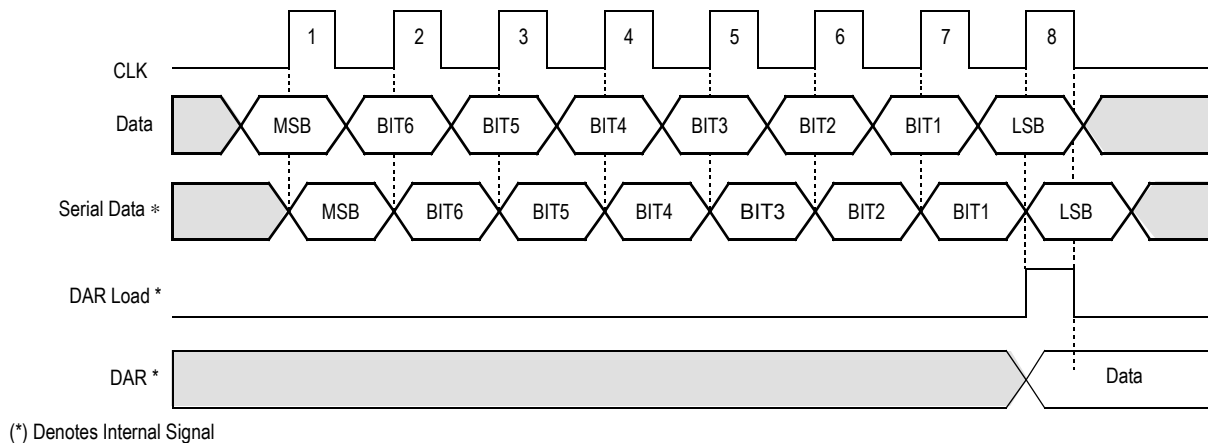 1 2 3 4 5 6 7 8
CLK
Data MSB BIT6 BIT5 BIT4 BIT3 BIT2 BIT1 LSB
Serial Data * MSB BIT6 BIT5 BIT4 BIT3 BIT2 BIT1 LSB
DAR Load *
DAR * Data
(*) Denotes Internal Signal